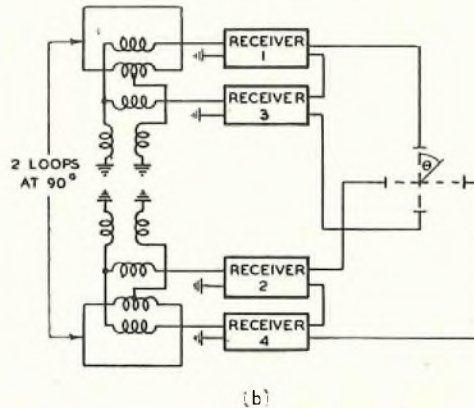 RECEIVER
1
RECEIVER
3
2 LOOPS
AT 90°
θ
RECEIVER
2
RECEIVER
4
(b)